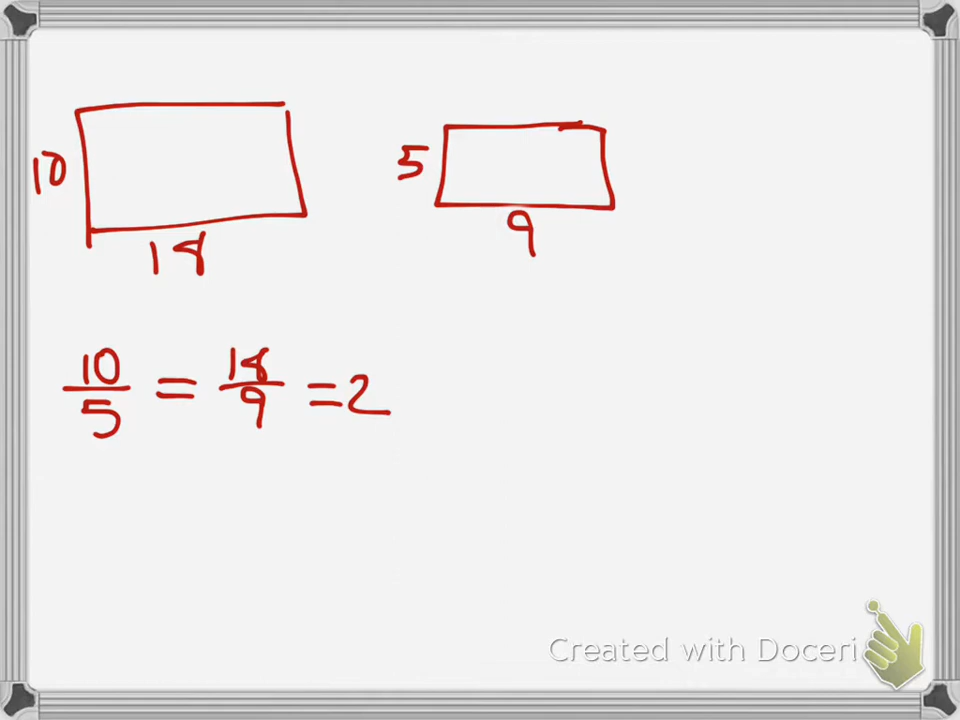 10
18
5
9
10/5 = 18/9 = 2
Created with Doceri